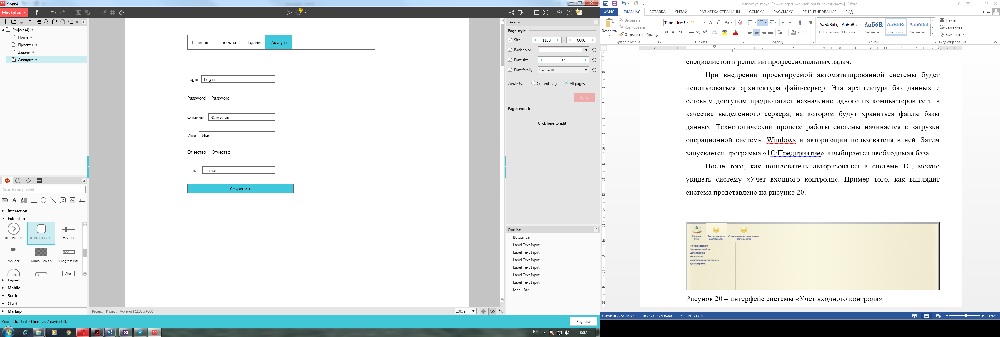 Project
Mockplus
Project (4) *
Home *
Проекты *
Задачи *
Аккаунт *
Search component
OK
Interaction
Extension
Icon Button
Icon and Label
H.Slider
V.Slider
Modal Screen
Progress Bar
70%
Alert
Layout
Mobile
Static
Chart
Markup
Главная Проекты Задачи Аккаунт
Login Login
Password Password
Фамилия Фамилия
Имя Имя
Отчество Отчество
E-mail E-mail
Сохранить
Project - Project - Аккаунт [ 1100 x 6000 ]
100%
Аккаунт
Page style
Size 1100 × 6000
Back color
Font size 14
Font family Segoe UI
Apply to: Current page All pages
Apply
Page remark
Click here to edit
Outline
Button Bar
Label Text Input
Label Text Input
Label Text Input
Label Text Input
Label Text Input
Label Text Input
Menu Bar
Your Individual edition has 7 day(s) left.
Buy now
EN
0:07
kursovaya_moya [Режим ограниченной функциональности] - Word
ФАЙЛ ГЛАВНАЯ ВСТАВКА ДИЗАЙН РАЗМЕТКА СТРАНИЦЫ ССЫЛКИ РАССЫЛКИ РЕЦЕНЗИРОВАНИЕ ВИД
Вход
Вставить
Вырезать
Копировать
Формат по образцу
Буфер обмена
Times New F 14
Ж К Ч abc x₂ x²
Шрифт
Абзац
АаБбВвГг, АаБбВвГг, АаБбВ АаБбВв АаБбВвІ
¶ Обычный ¶ Без инте... Заголово... Заголово... Заголово...
Стили
Найти
Заменить
Выделить
Редактирование
специалистов в решении профессиональных задач.
При внедрении проектируемой автоматизированной системы будет
использоваться архитектура файл-сервер. Эта архитектура баз данных с
сетевым доступом предполагает назначение одного из компьютеров сети в
качестве выделенного сервера, на котором будут храниться файлы базы
данных. Технологический процесс работы системы начинается с загрузки
операционной системы Windows и авторизации пользователя в ней. Затем
запускается программа «1С:Предприятие» и выбирается необходимая база.
После того, как пользователь авторизовался в системе 1С, можно
увидеть систему «Учет входного контроля». Пример того, как выглядит
система представлено на рисунке 20.
Рабочий стол
Рекламационная деятельность
Справочники рекламационной деятельности
Акт исследования
Рекламационный акт
Сдача-приемка
Уведомления
Удовлетворение рекламации
Удостоверение
Рисунок 20 – интерфейс системы «Учет входного контроля»
СТРАНИЦА 58 ИЗ 72 ЧИСЛО СЛОВ: 6860 РУССКИЙ
130%